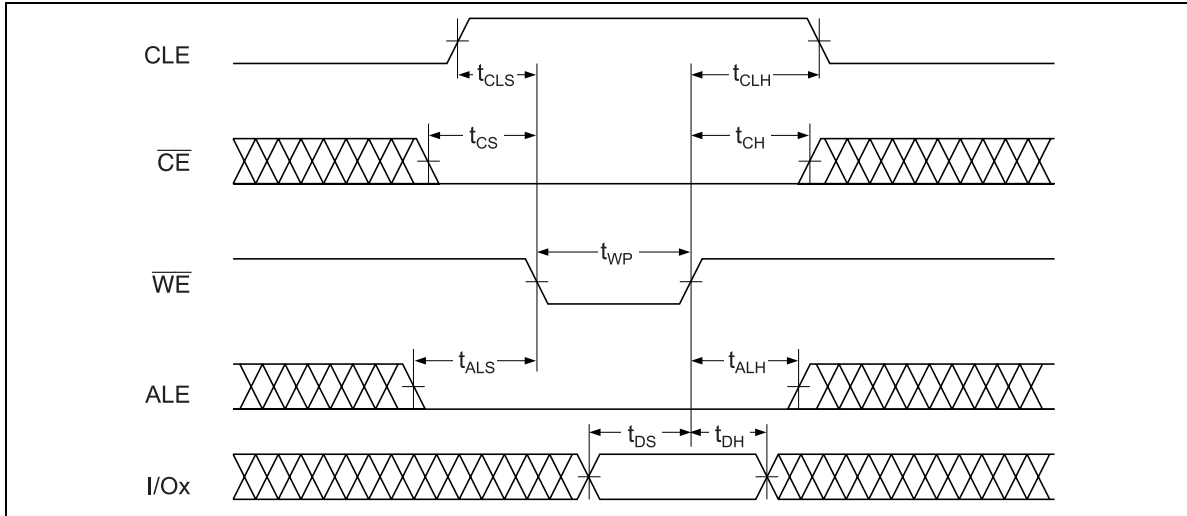 CLE
tCLS
tCLH
CE
tCS
tCH
WE
tWP
ALE
tALS
tALH
I/Ox
tDS
tDH